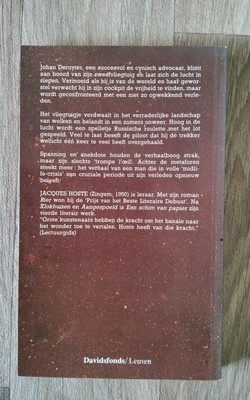 Johan Deruyter, een succesvol en cynisch advocaat, klimt
aan boord van zijn zweefvliegtuig en laat zich de lucht in
slepen. Vermoeid als hij is van de wereld en haaf gewor-
stel verwacht hij in zijn cockpit de vrijheid te vinden, maar
wordt geconfronteerd met een niet zo opwekkend verle-
den.
Het vliegtuigje verdwaalt in het verraderlijke landschap
van wolken en belandt in een zomers onweer. Hoog in de
lucht wordt een spelletje Russische roulette met het lot
gespeeld. Veel te laat beseft de piloot dat hij de trekker
wellicht één keer te veel heeft overgehaald.
Spanning en anekdote houden de verhaalboog strak,
maar zijn slechts 'trompe l'œil'. Achter de metaforen
steekt meer: het verhaal van een man die in volle 'midli-
fe-crisis' een cruciale periode uit zijn verleden opnieuw
beleeft.
JACQUES HOSTE (Zingem, 1950) is leraar. Met zijn roman
Bier won hij de 'Prijs van het Beste Literaire Debuut'. Na
Klokhuizen en Aangespoeld is Een schim van papier zijn
vierde literair werk.
"Grote kunstenaars hebben de kracht om het banale naar
het wonder toe te vertalen. Hoste heeft van die kracht."
(Lectuurgids)
Davidsfonds/Leuven